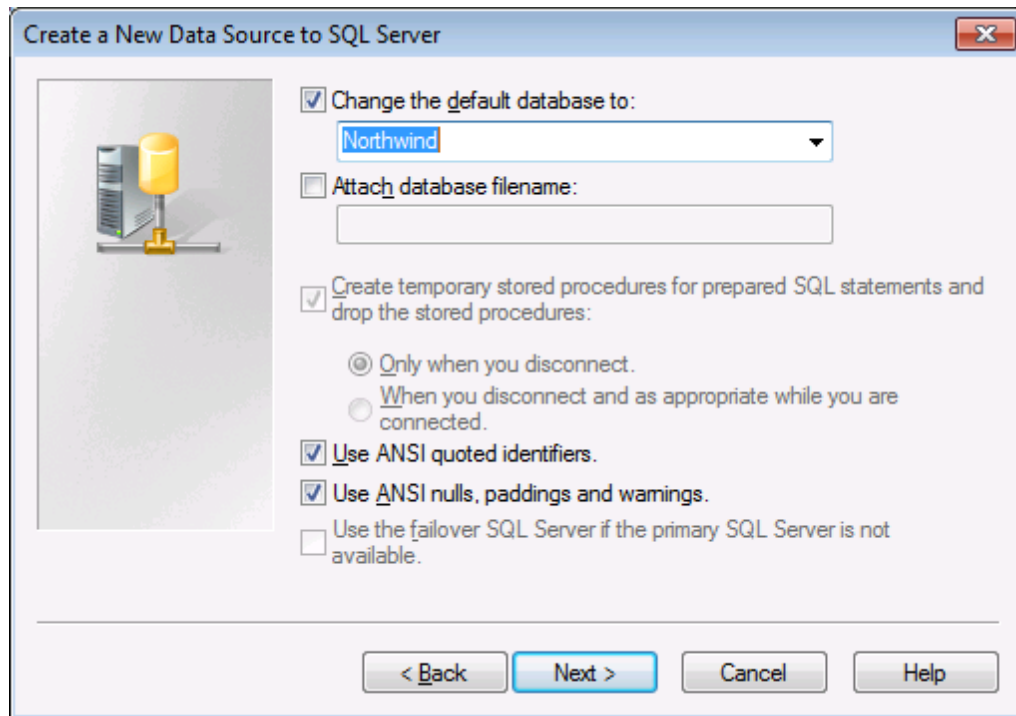 Create a New Data Source to SQL Server
Change the default database to:
Northwind
Attach database filename:
Create temporary stored procedures for prepared SQL statements and
drop the stored procedures:
Only when you disconnect.
When you disconnect and as appropriate while you are
connected.
Use ANSI quoted identifiers.
Use ANSI nulls, paddings and warnings.
Use the failover SQL Server if the primary SQL Server is not
available.
< Back Next > Cancel Help